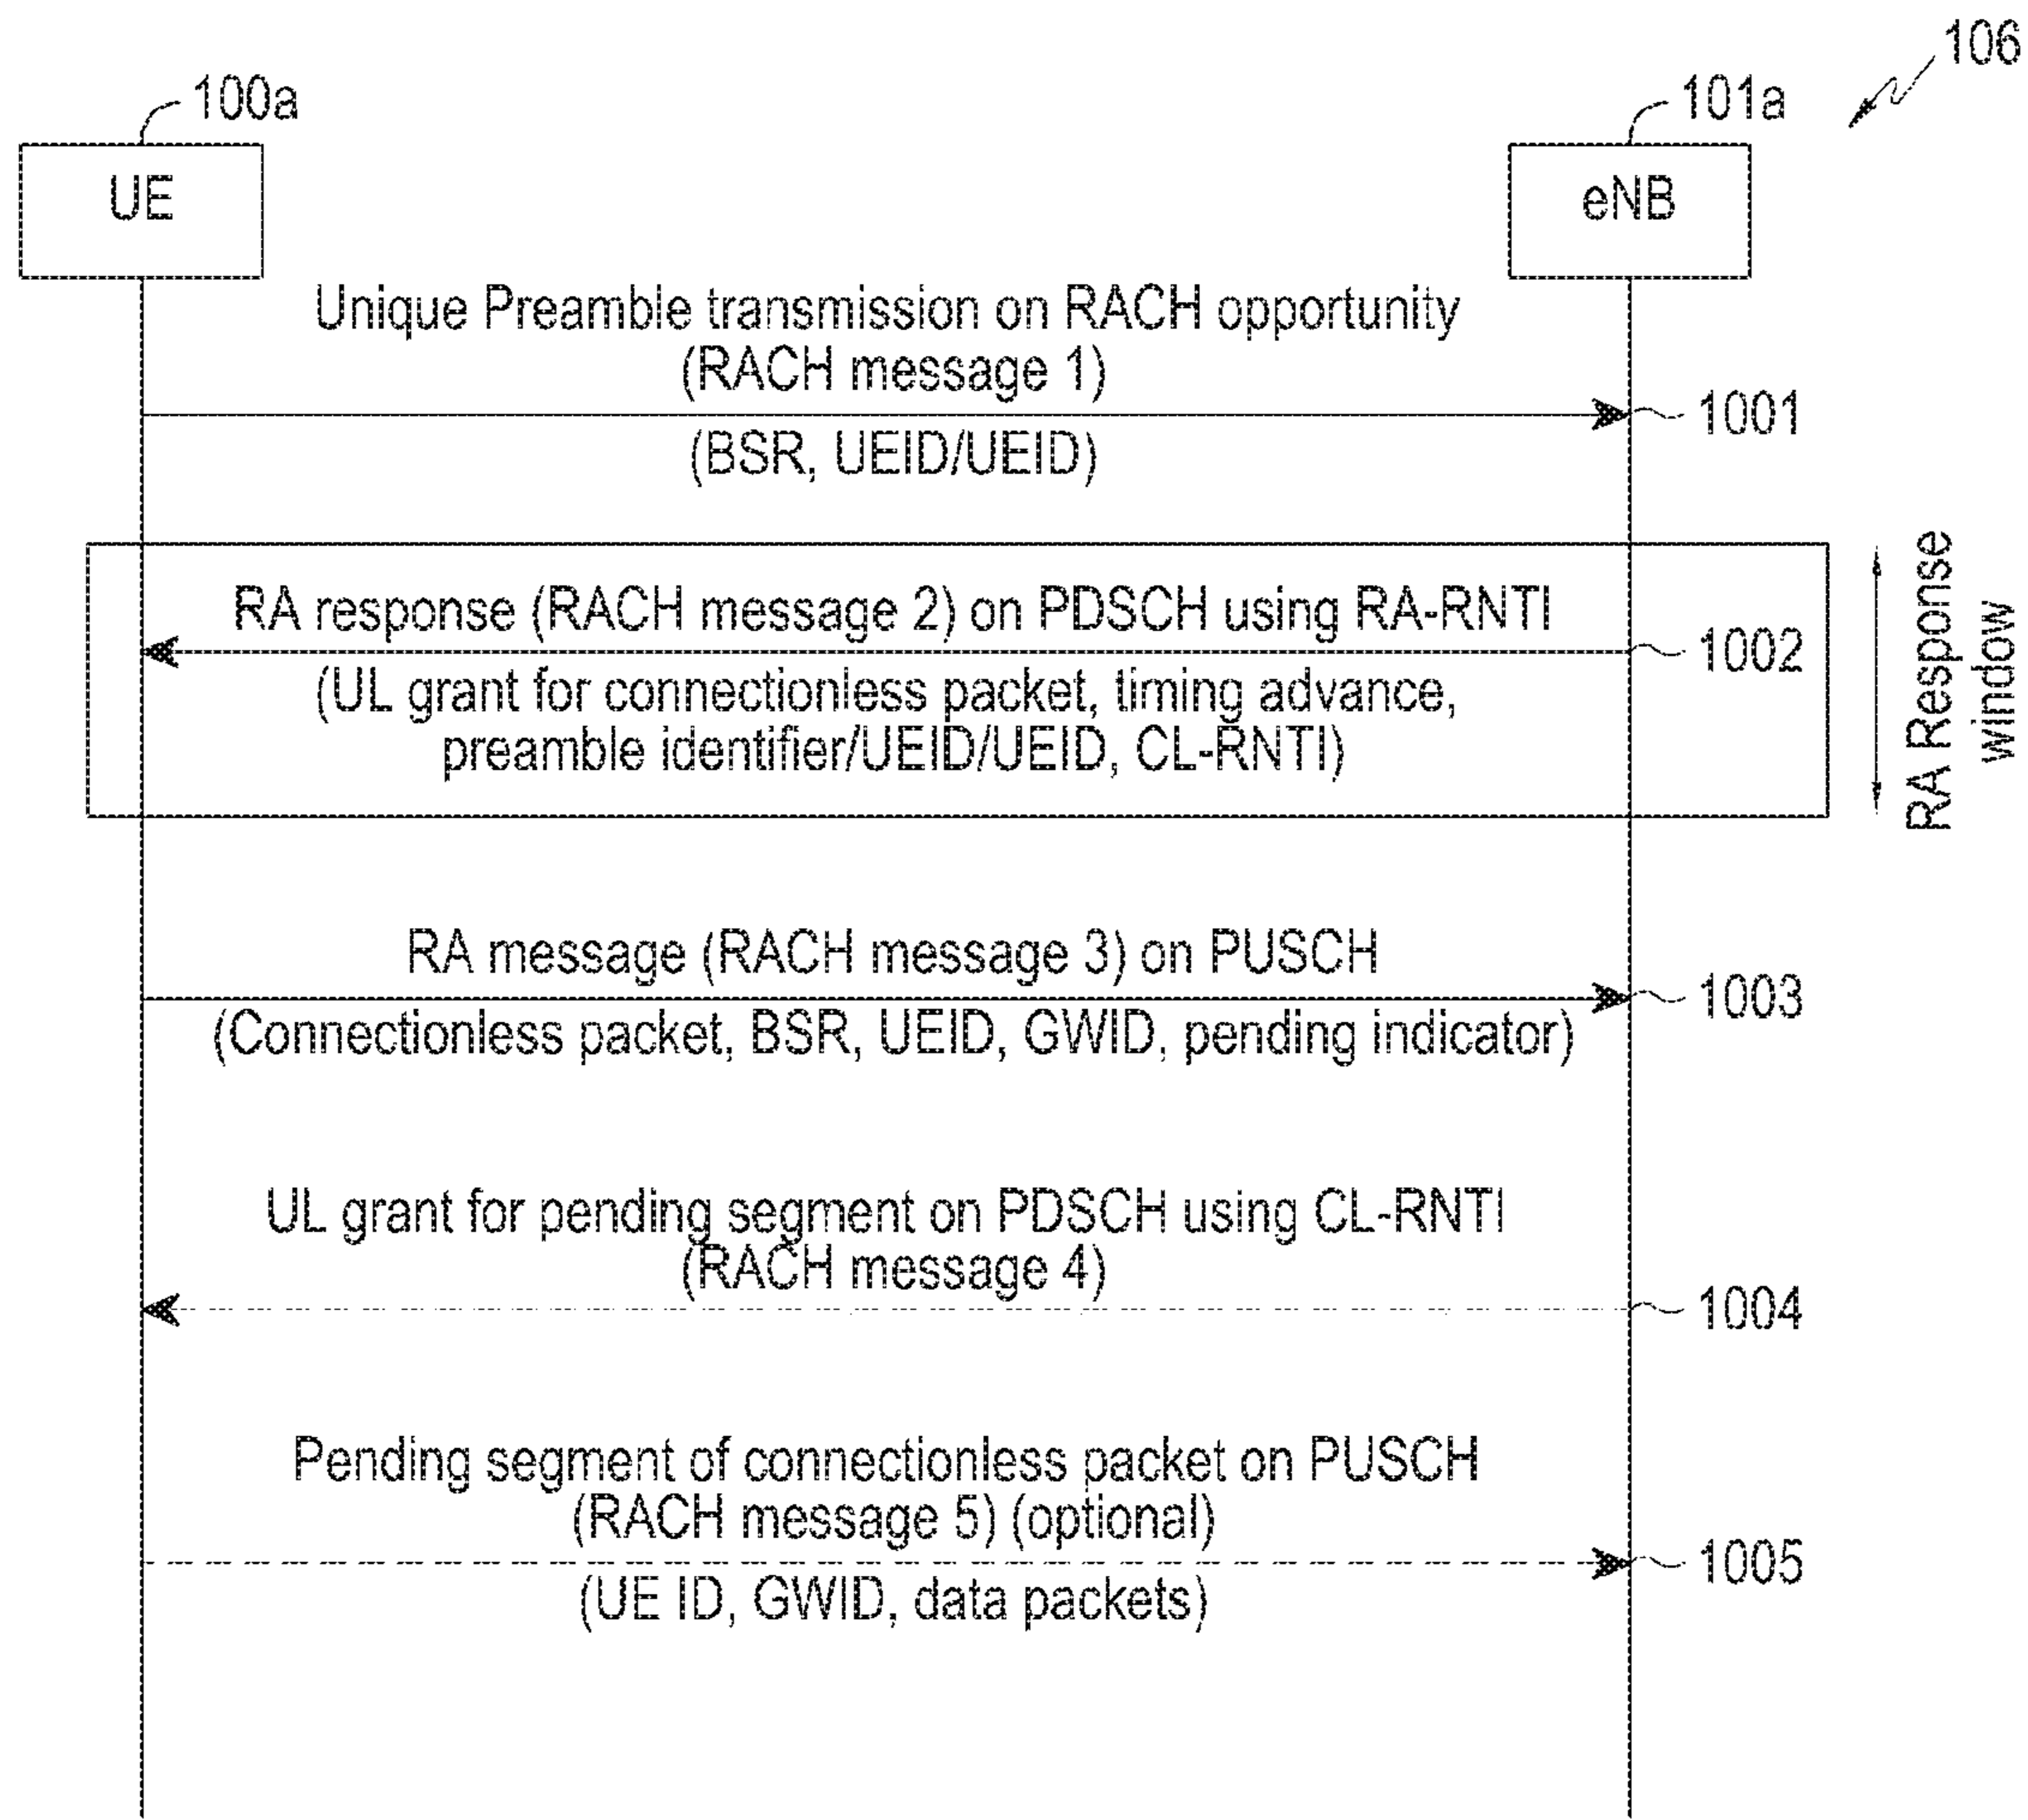 106
100a
101a
UE
eNB
Unique Preamble transmission on RACH opportunity
(RACH message 1)
1001
(BSR, UEID/UEID)
RA response (RACH message 2) on PDSCH using RA-RNTI
1002
(UL grant for connectionless packet, timing advance,
preamble identifier/UEID/UEID, CL-RNTI)
RA Response
window
RA message (RACH message 3) on PUSCH
1003
(Connectionless packet, BSR, UEID, GWID, pending indicator)
UL grant for pending segment on PDSCH using CL-RNTI
(RACH message 4)
1004
Pending segment of connectionless packet on PUSCH
(RACH message 5) (optional)
1005
(UE ID, GWID, data packets)